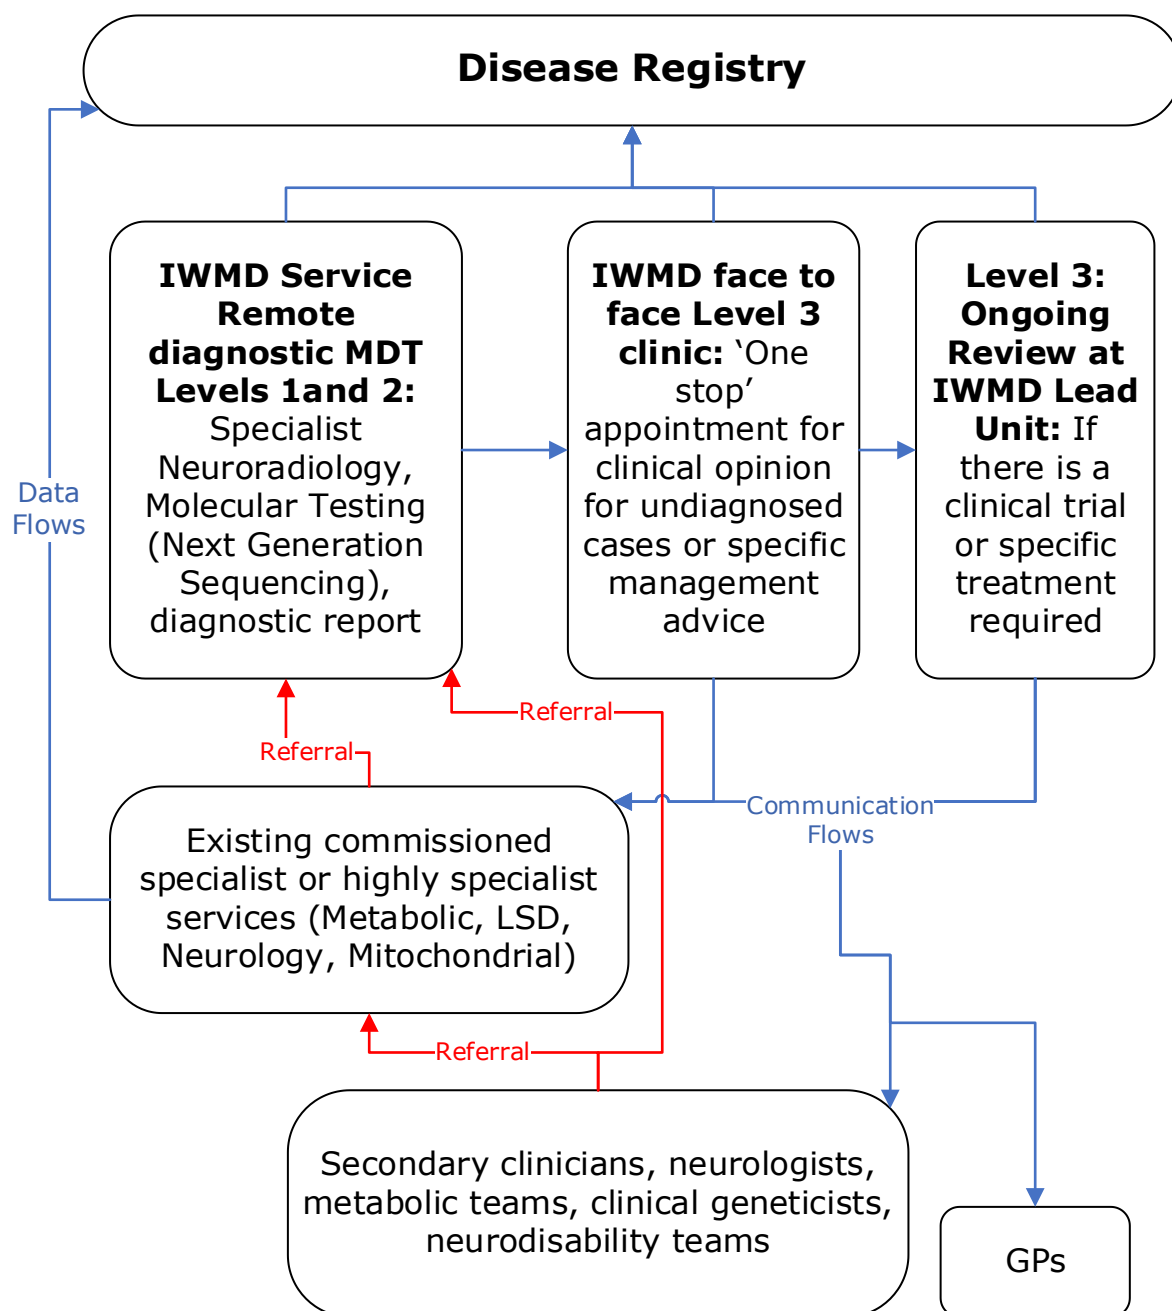 Disease Registry
IWMD Service
Remote
diagnostic MDT
Levels 1and 2:
Specialist
Neuroradiology,
Molecular Testing
(Next Generation
Sequencing),
diagnostic report
IWMD face to
face Level 3
clinic: ‘One
stop’
appointment for
clinical opinion
for undiagnosed
cases or specific
management
advice
Level 3:
Ongoing
Review at
IWMD Lead
Unit: If
there is a
clinical trial
or specific
treatment
required
Data
Flows
Referral
Referral
Communication
Flows
Existing commissioned
specialist or highly specialist
services (Metabolic, LSD,
Neurology, Mitochondrial)
Referral
Secondary clinicians, neurologists,
metabolic teams, clinical geneticists,
neurodisability teams
GPs